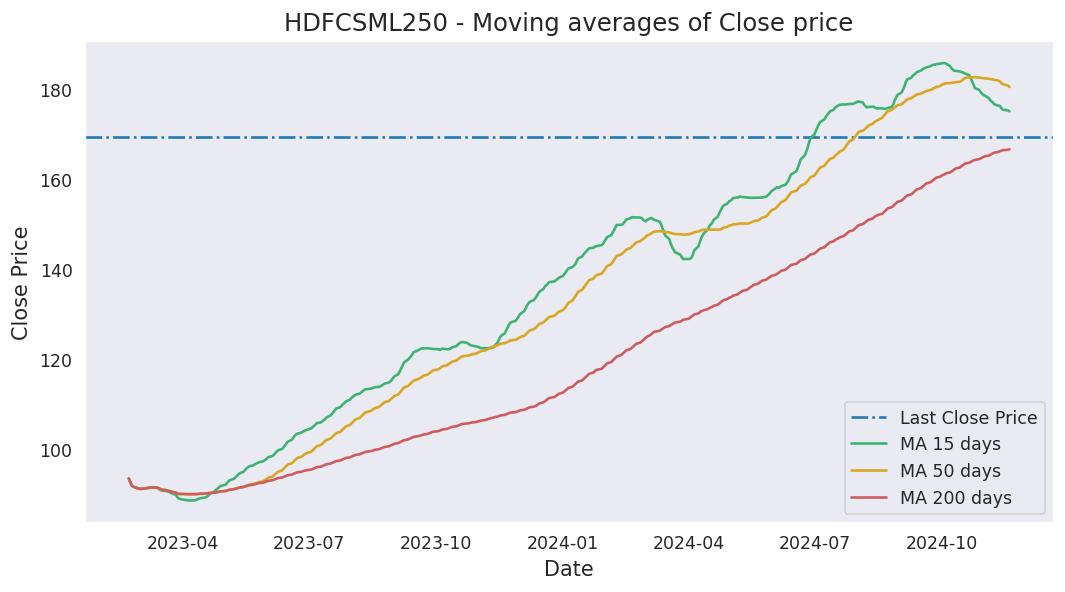 HDFCSML250 - Moving averages of Close price
Close Price
180
160
140
120
100
Last Close Price
MA 15 days
MA 50 days
MA 200 days
2023-04
2023-07
2023-10
2024-01
2024-04
2024-07
2024-10
Date